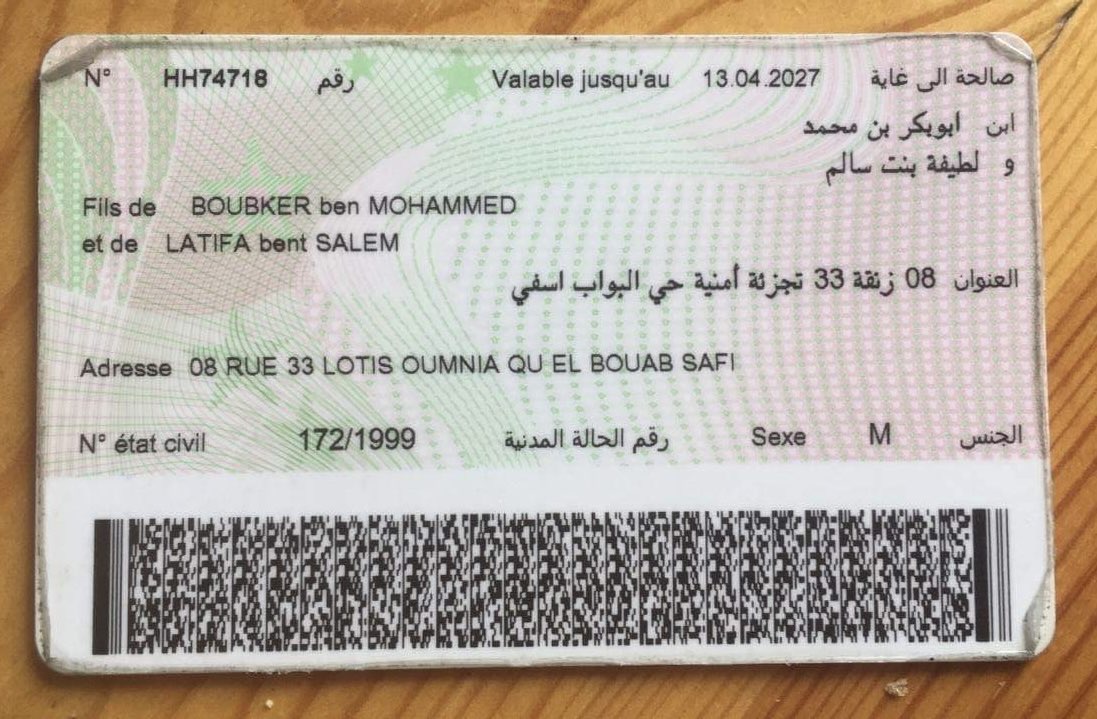 N° HH74718 رقم Valable jusqu'au 13.04.2027 صالحة الى غاية
ابن ابوبكر بن محمد
و لطيفة بنت سالم
Fils de BOUBKER ben MOHAMMED
et de LATIFA bent SALEM
العنوان 08 زنقة 33 تجزئة أمنية حي البواب اسفي
Adresse 08 RUE 33 LOTIS OUMNIA QU EL BOUAB SAFI
N° état civil 172/1999 رقم الحالة المدنية Sexe M الجنس